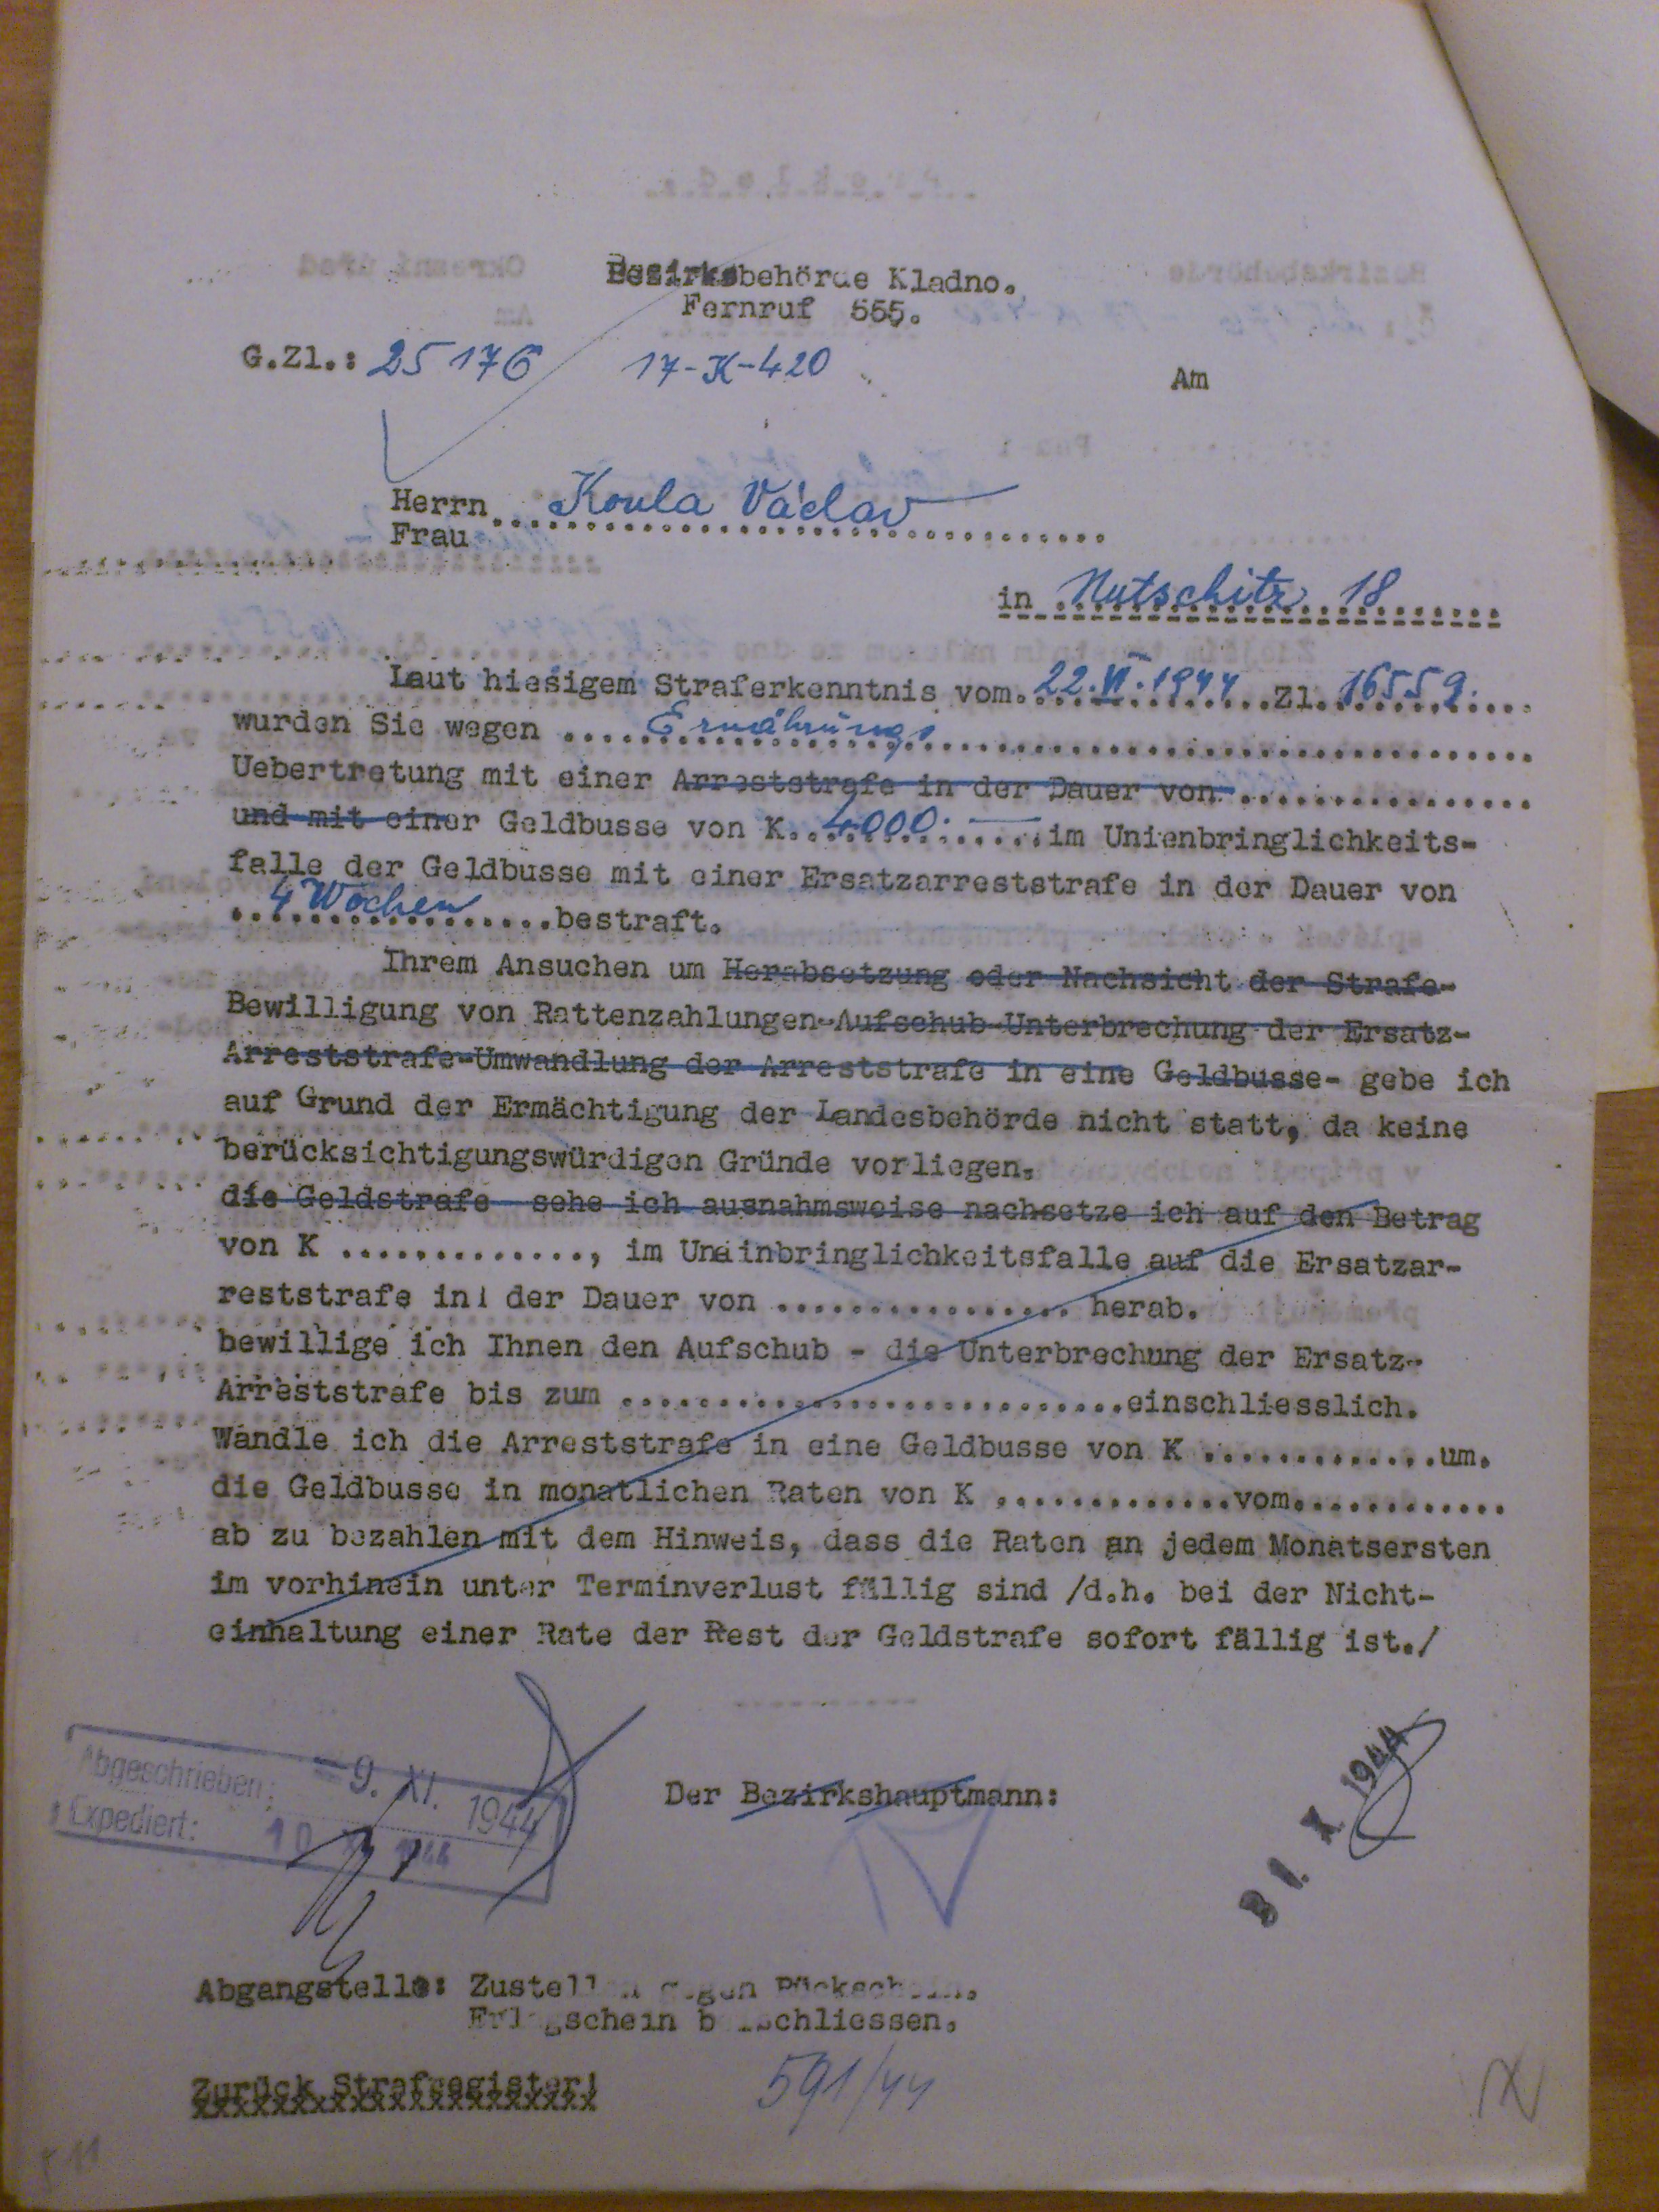 Bezirksbehörde Kladno.
Fernruf 555.
G.Zl.: 25176 17-K-420 Am
Herrn Koula Václav
Frau
in Nutschitz 18
Laut hiesigem Straferkenntnis vom 22.VI.1944 Zl. 16559.
wurden Sie wegen Ernährungs
Uebertretung mit einer Arreststrafe in der Dauer von ................
und mit einer Geldbusse von K..4000.— im Unienbringlichkeits-
falle der Geldbusse mit einer Ersatzarreststrafe in der Dauer von
4 Wochen bestraft.
Ihrem Ansuchen um Herabsetzung oder Nachsicht der Strafe-
Bewilligung von Rattenzahlungen-Aufschub-Unterbrechung der Ersatz-
Arreststrafe-Umwandlung der Arreststrafe in eine Geldbusse- gebe ich
auf Grund der Ermächtigung der Landesbehörde nicht statt, da keine
berücksichtigungswürdigen Gründe vorliegen.
die Geldstrafe sehe ich ausnahmsweise nachsetze ich auf den Betrag
von K .............., im Uneinbringlichkeitsfalle auf die Ersatzar-
reststrafe in der Dauer von ................. herab.
bewillige ich Ihnen den Aufschub - die Unterbrechung der Ersatz-
Arreststrafe bis zum .............................einschliesslich.
Wandle ich die Arreststrafe in eine Geldbusse von K .............um.
die Geldbusse in monatlichen Raten von K .............vom............
ab zu bezahlen mit dem Hinweis, dass die Raten an jedem Monatsersten
im vorhinein unter Terminverlust fällig sind /d.h. bei der Nicht-
einhaltung einer Rate der Rest der Geldstrafe sofort fällig ist./
Abgeschrieben: -9. XI. 1944
Expediert: 10 1944
Der Bezirkshauptmann:
31. X 1944
Abgangstelle: Zustellen gegen Rückschein,
Erlagschein beischliessen,
Zurück Strafregister!
591/44